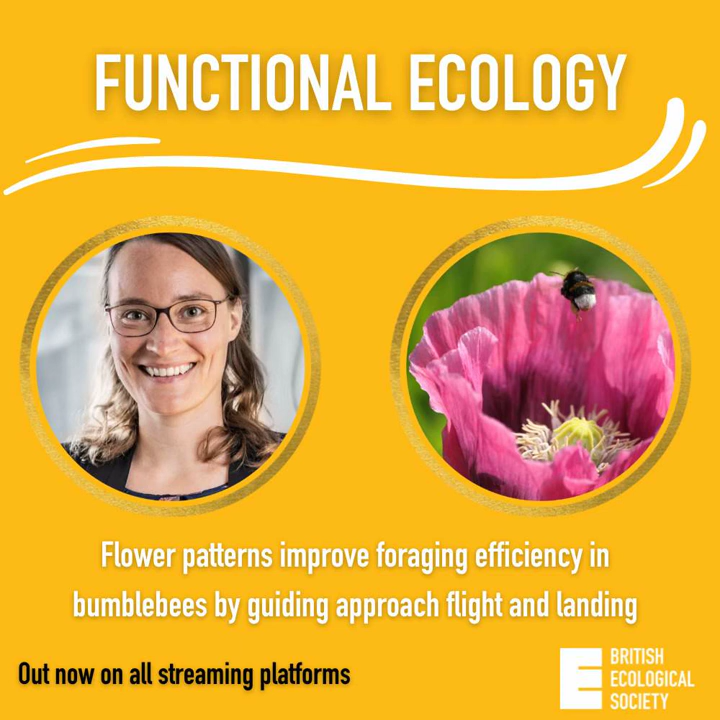 FUNCTIONAL ECOLOGY
Flower patterns improve foraging efficiency in
bumblebees by guiding approach flight and landing
Out now on all streaming platforms
BRITISH
ECOLOGICAL
SOCIETY